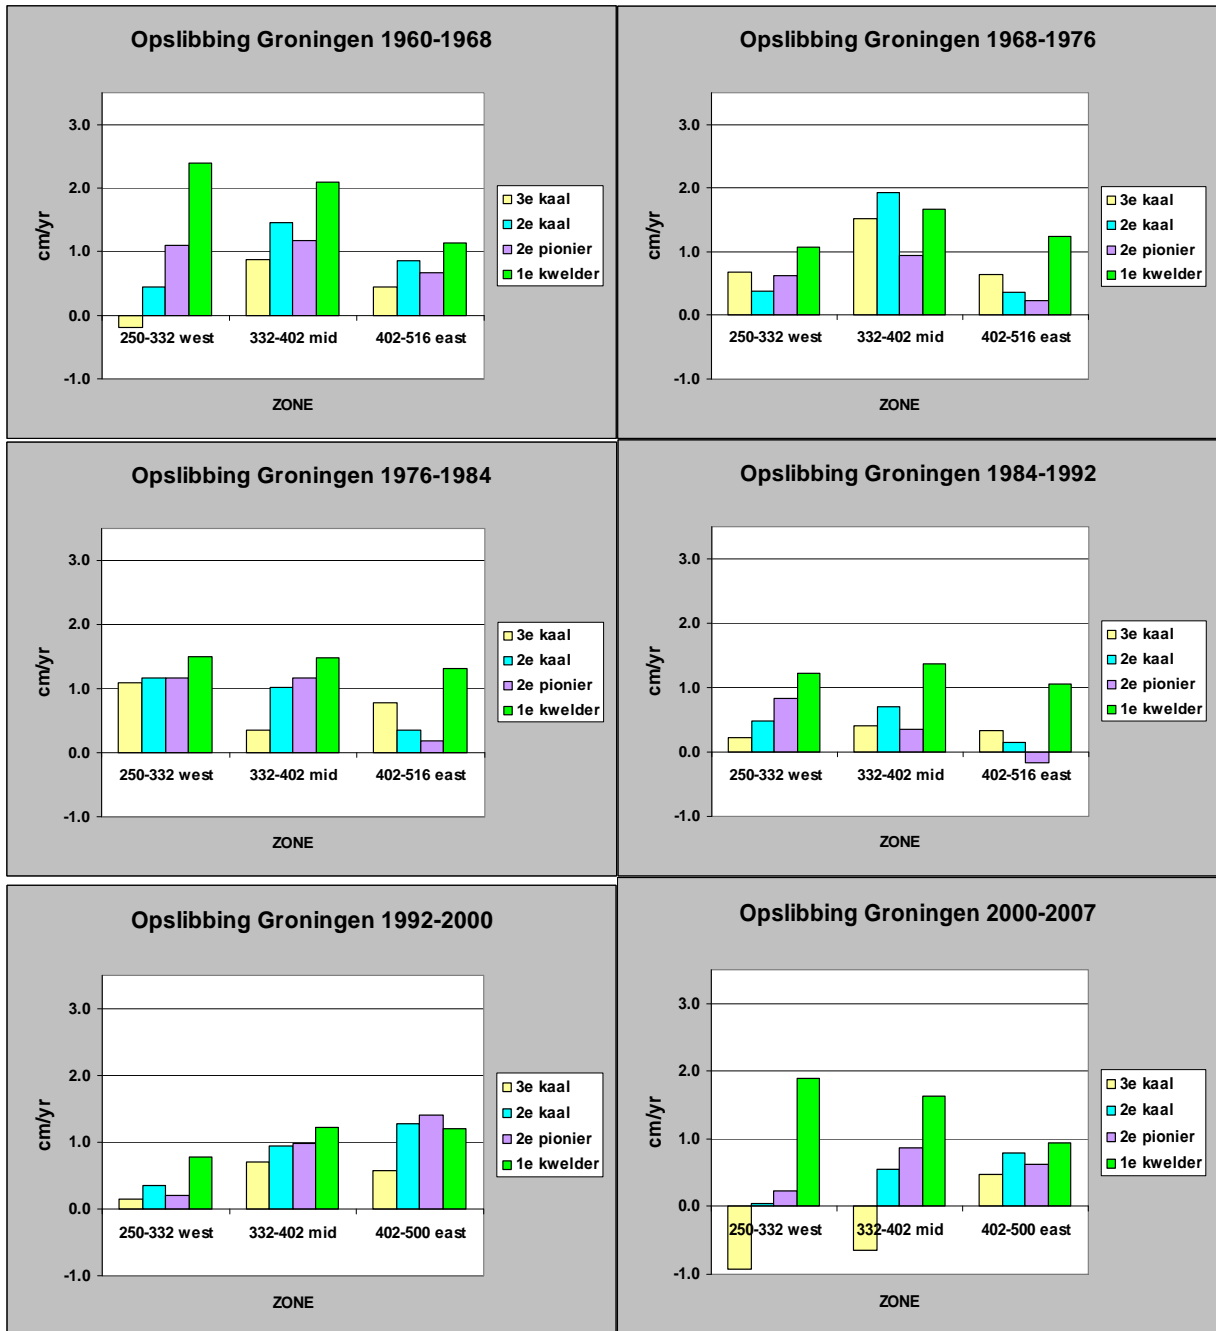 Opslibbing Groningen 1960-1968
3.0
2.0
1.0
0.0
-1.0
cm/yr
250-332 west
332-402 mid
402-516 east
ZONE
3e kaal
2e kaal
2e pionier
1e kwelder
Opslibbing Groningen 1968-1976
3.0
2.0
1.0
0.0
-1.0
cm/yr
250-332 west
332-402 mid
402-516 east
ZONE
3e kaal
2e kaal
2e pionier
1e kwelder
Opslibbing Groningen 1976-1984
3.0
2.0
1.0
0.0
-1.0
cm/yr
250-332 west
332-402 mid
402-516 east
ZONE
3e kaal
2e kaal
2e pionier
1e kwelder
Opslibbing Groningen 1984-1992
3.0
2.0
1.0
0.0
-1.0
cm/yr
250-332 west
332-402 mid
402-516 east
ZONE
3e kaal
2e kaal
2e pionier
1e kwelder
Opslibbing Groningen 1992-2000
3.0
2.0
1.0
0.0
-1.0
cm/yr
250-332 west
332-402 mid
402-500 east
ZONE
3e kaal
2e kaal
2e pionier
1e kwelder
Opslibbing Groningen 2000-2007
3.0
2.0
1.0
0.0
-1.0
cm/yr
250-332 west
332-402 mid
402-500 east
ZONE
3e kaal
2e kaal
2e pionier
1e kwelder